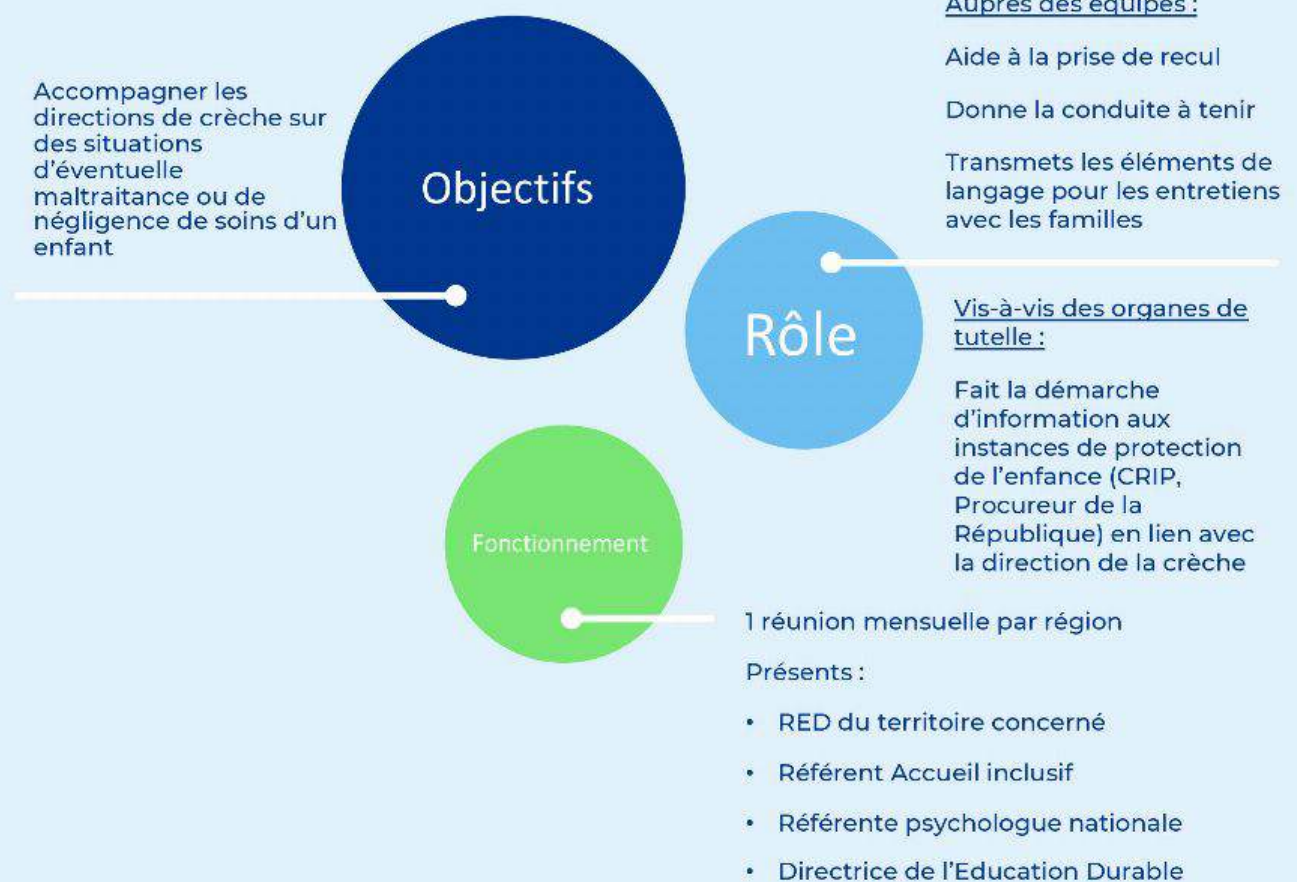 Accompagner les
directions de crèche sur
des situations
d'éventuelle
maltraitance ou de
négligence de soins d'un
enfant
Objectifs
Auprès des équipes :
Aide à la prise de recul
Donne la conduite à tenir
Transmets les éléments de
langage pour les entretiens
avec les familles
Rôle
Vis-à-vis des organes de
tutelle :
Fait la démarche
d'information aux
instances de protection
de l'enfance (CRIP,
Procureur de la
République) en lien avec
la direction de la crèche
Fonctionnement
1 réunion mensuelle par région
Présents :
• RED du territoire concerné
• Référent Accueil inclusif
• Référente psychologue nationale
• Directrice de l'Education Durable